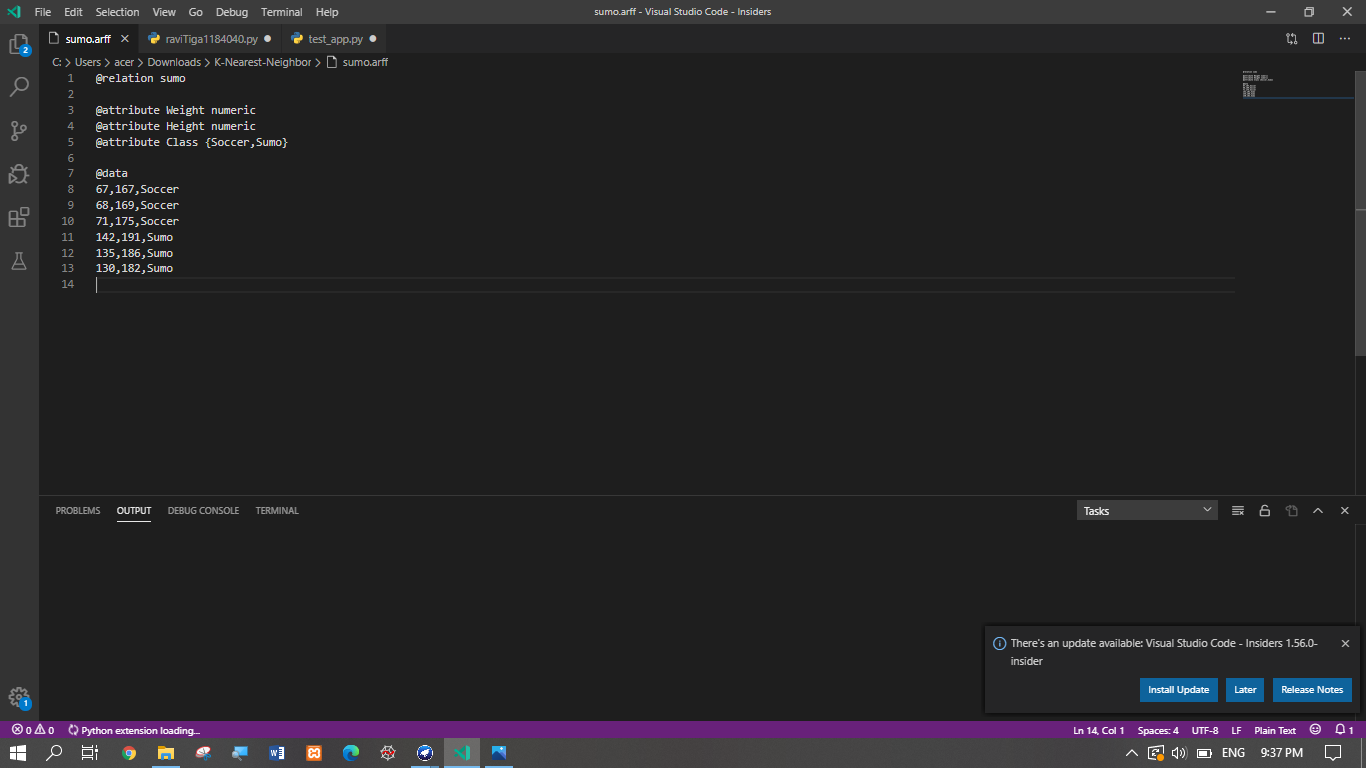 File Edit Selection View Go Debug Terminal Help sumo.arff - Visual Studio Code - Insiders
sumo.arff raviTiga1184040.py test_app.py
2
C: > Users > acer > Downloads > K-Nearest-Neighbor > sumo.arff
1 @relation sumo
2
3 @attribute Weight numeric
4 @attribute Height numeric
5 @attribute Class {Soccer,Sumo}
6
7 @data
8 67,167,Soccer
9 68,169,Soccer
10 71,175,Soccer
11 142,191,Sumo
12 135,186,Sumo
13 130,182,Sumo
14
PROBLEMS OUTPUT DEBUG CONSOLE TERMINAL Tasks
There's an update available: Visual Studio Code - Insiders 1.56.0-
insider
Install Update Later Release Notes
1
0 0 Python extension loading... Ln 14, Col 1 Spaces: 4 UTF-8 LF Plain Text 1
ENG 9:37 PM